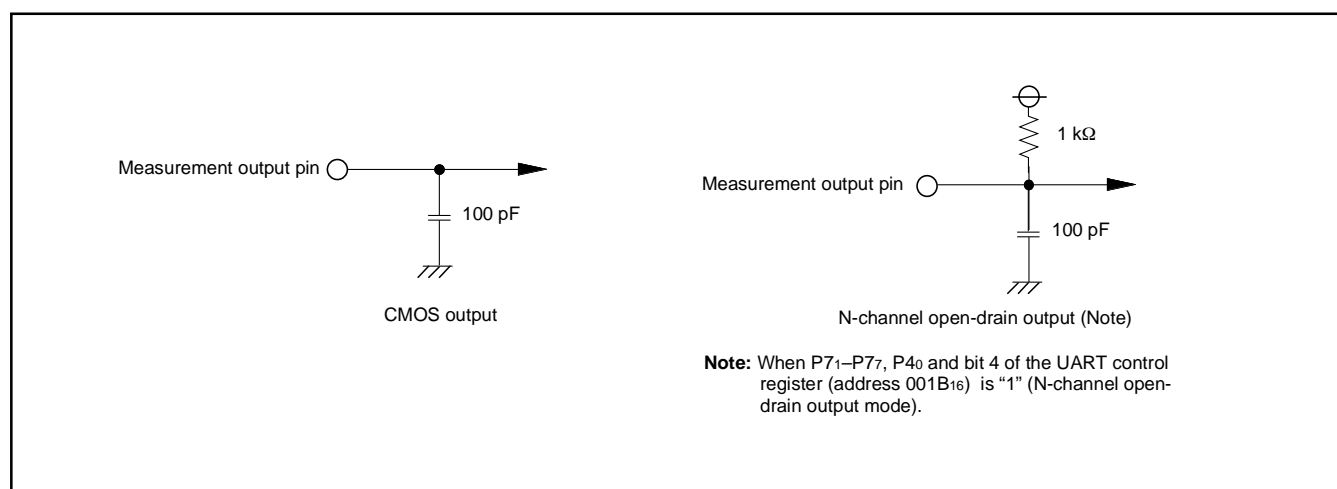 Measurement output pin
100 pF
CMOS output
1 kΩ
Measurement output pin
100 pF
N-channel open-drain output (Note)
Note: When P7₁–P7₇, P4₀ and bit 4 of the UART control
register (address 001B₁₆) is “1” (N-channel open-
drain output mode).